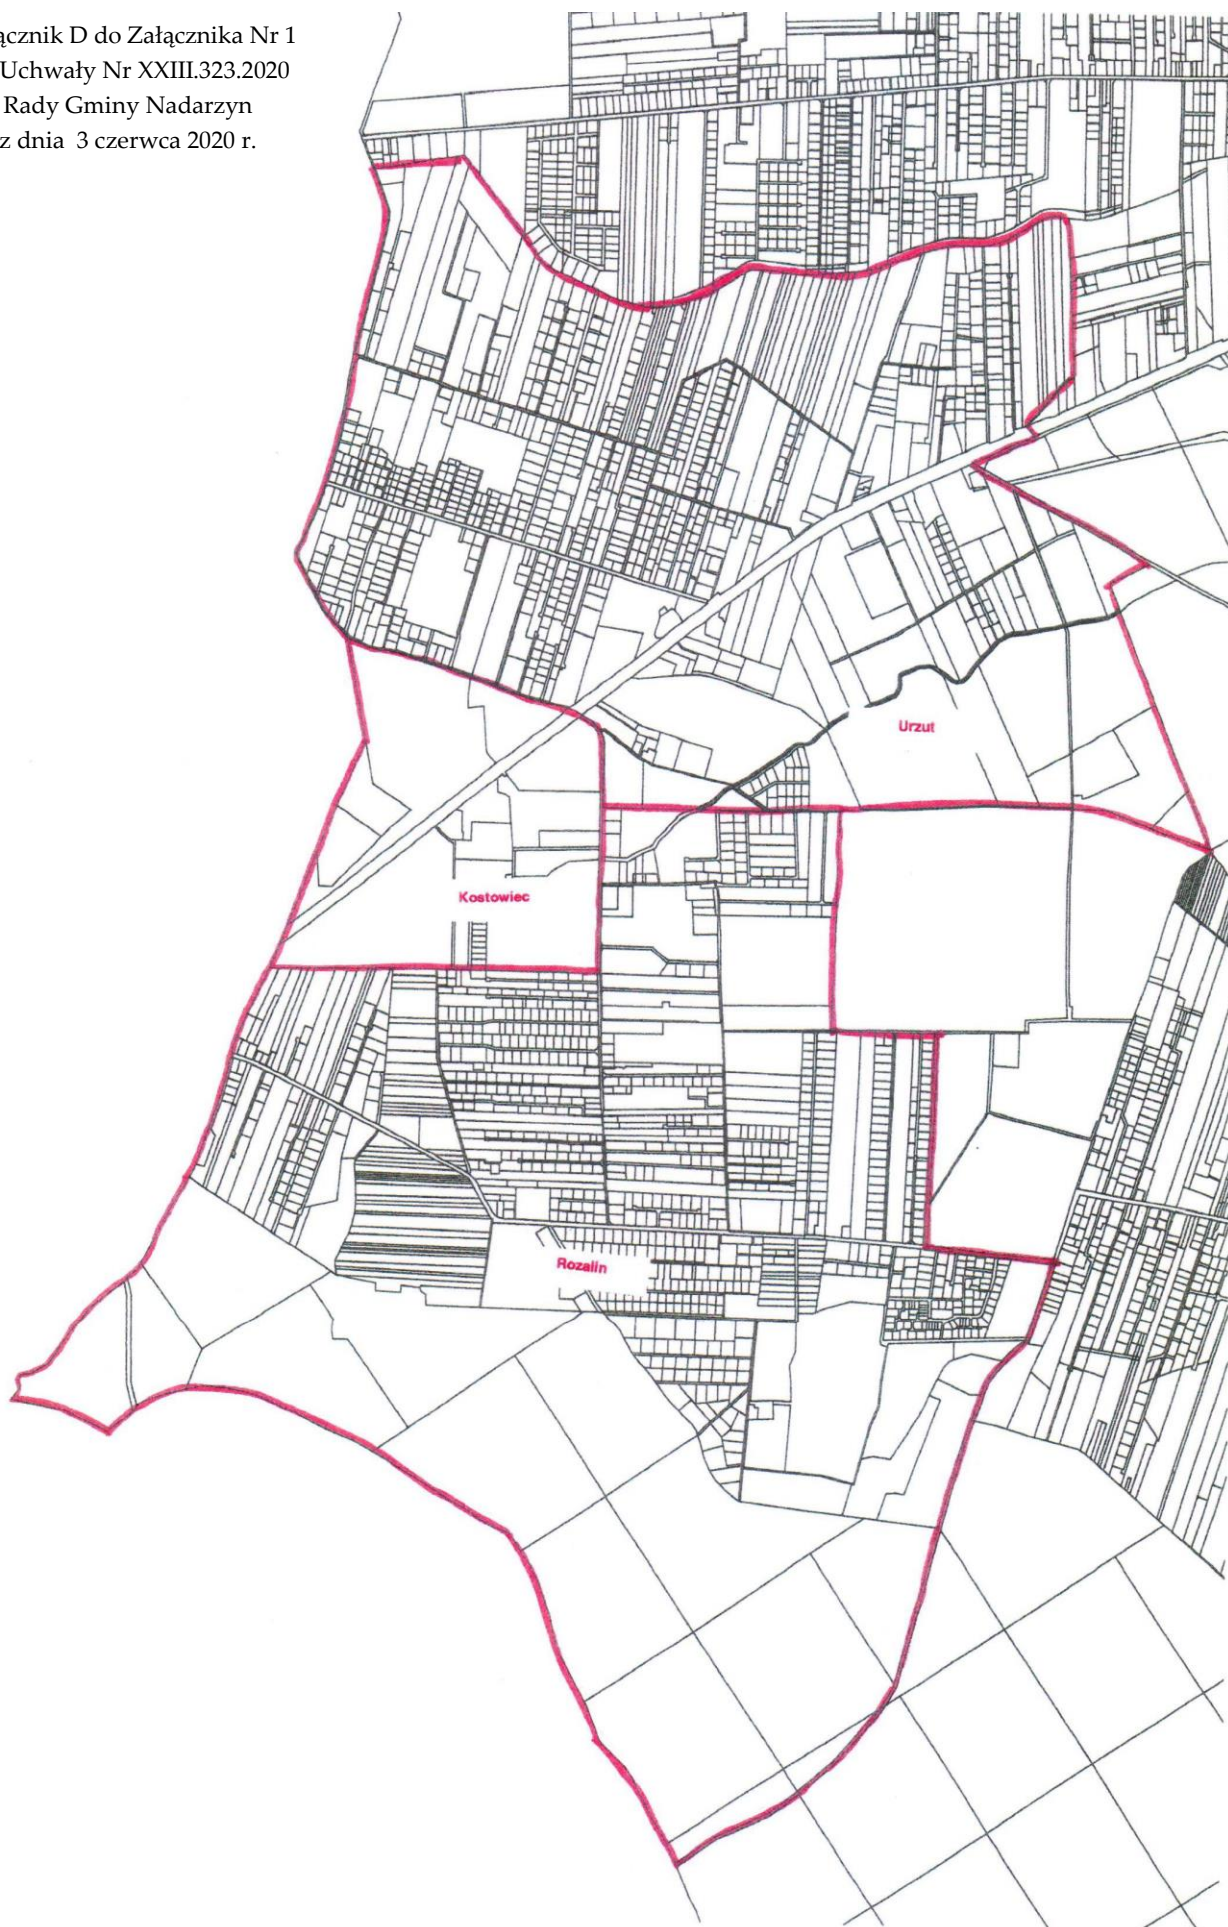 ącznik D do Załącznika Nr 1
Uchwały Nr XXIII.323.2020
Rady Gminy Nadarzyn
z dnia 3 czerwca 2020 r.
Urzut
Kostowiec
Rozalin